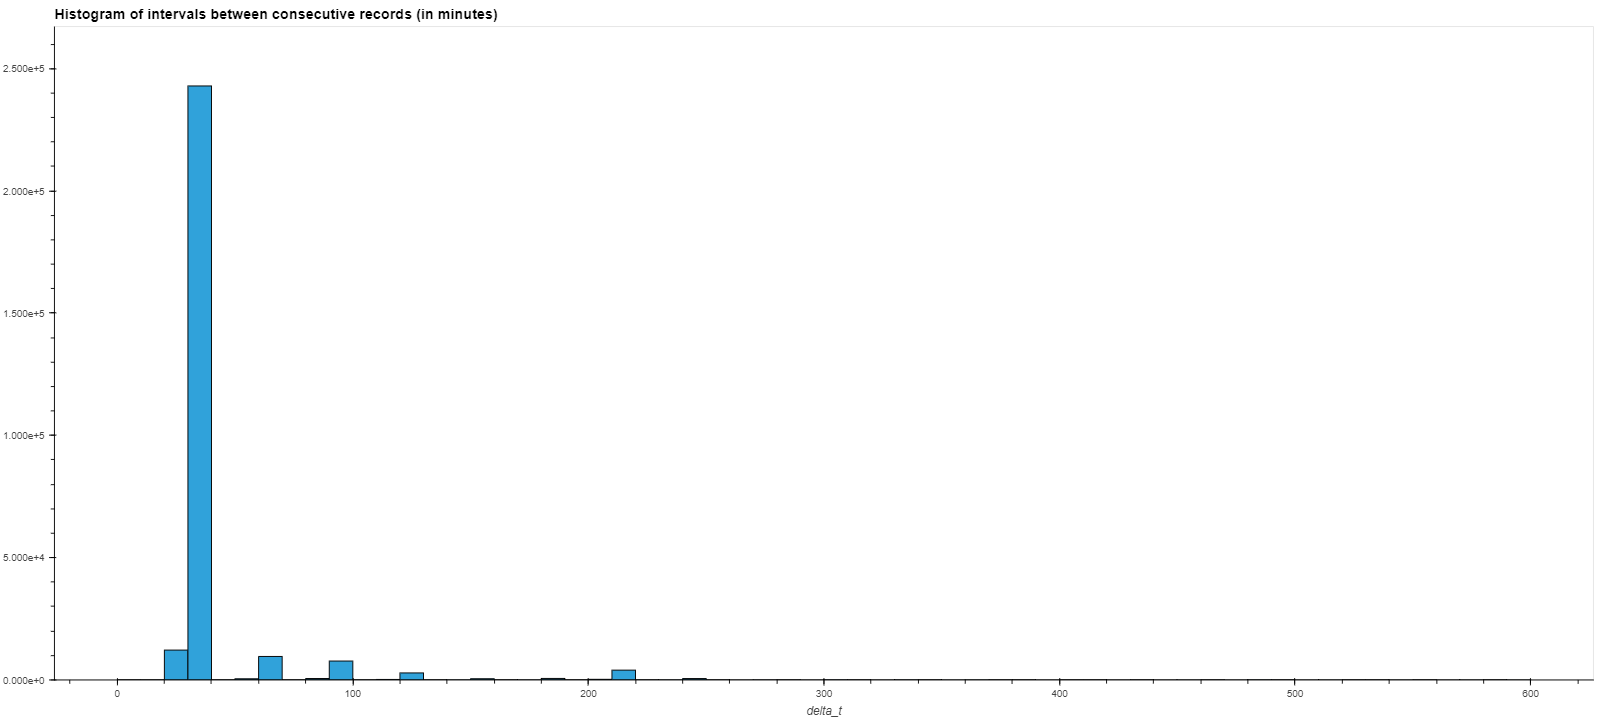 Histogram of intervals between consecutive records (in minutes)
2.500e+5
2.000e+5
1.500e+5
1.000e+5
5.000e+4
0.000e+0
0 100 200 300 400 500 600
delta_t